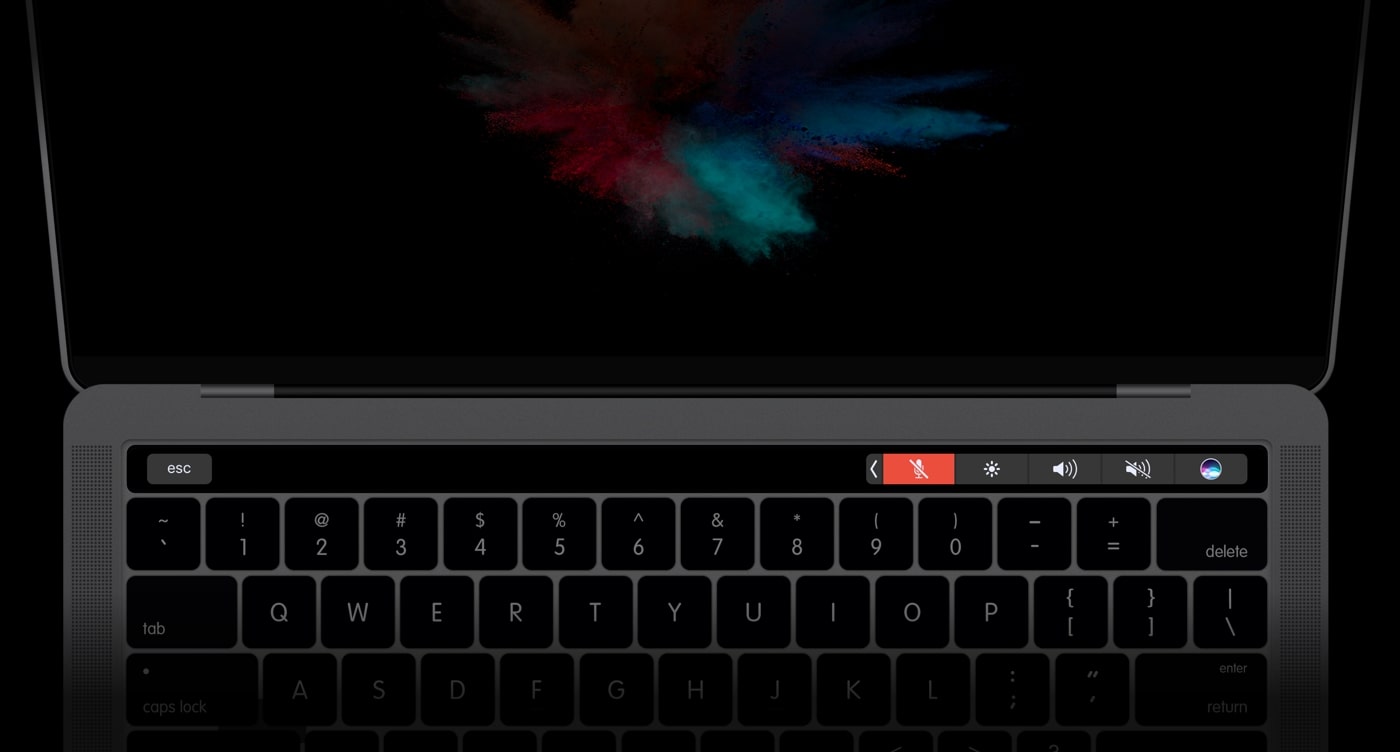 esc
~ ! @ # $ % ^ & * ( ) – +
` 1 2 3 4 5 6 7 8 9 0 - = delete
Q W E R T Y U I O P { } |
tab [ ] \
• A S D F G H J K L : " enter
caps lock ; ' return
< > ?